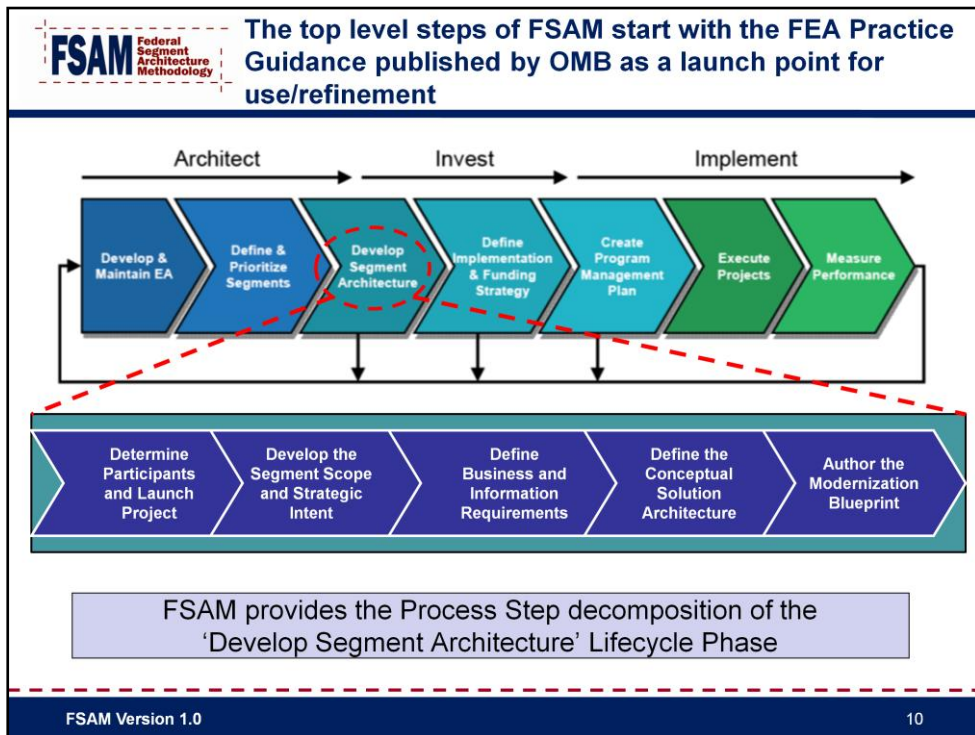 FSAM Federal
Segment
Architecture
Methodology
The top level steps of FSAM start with the FEA Practice
Guidance published by OMB as a launch point for
use/refinement
Architect
Invest
Implement
Develop &
Maintain EA
Define &
Prioritize
Segments
Develop
Segment
Architecture
Define
Implementation
& Funding
Strategy
Create
Program
Management
Plan
Execute
Projects
Measure
Performance
Determine
Participants
and Launch
Project
Develop the
Segment Scope
and Strategic
Intent
Define
Business and
Information
Requirements
Define the
Conceptual
Solution
Architecture
Author the
Modernization
Blueprint
FSAM provides the Process Step decomposition of the
‘Develop Segment Architecture’ Lifecycle Phase
FSAM Version 1.0
10